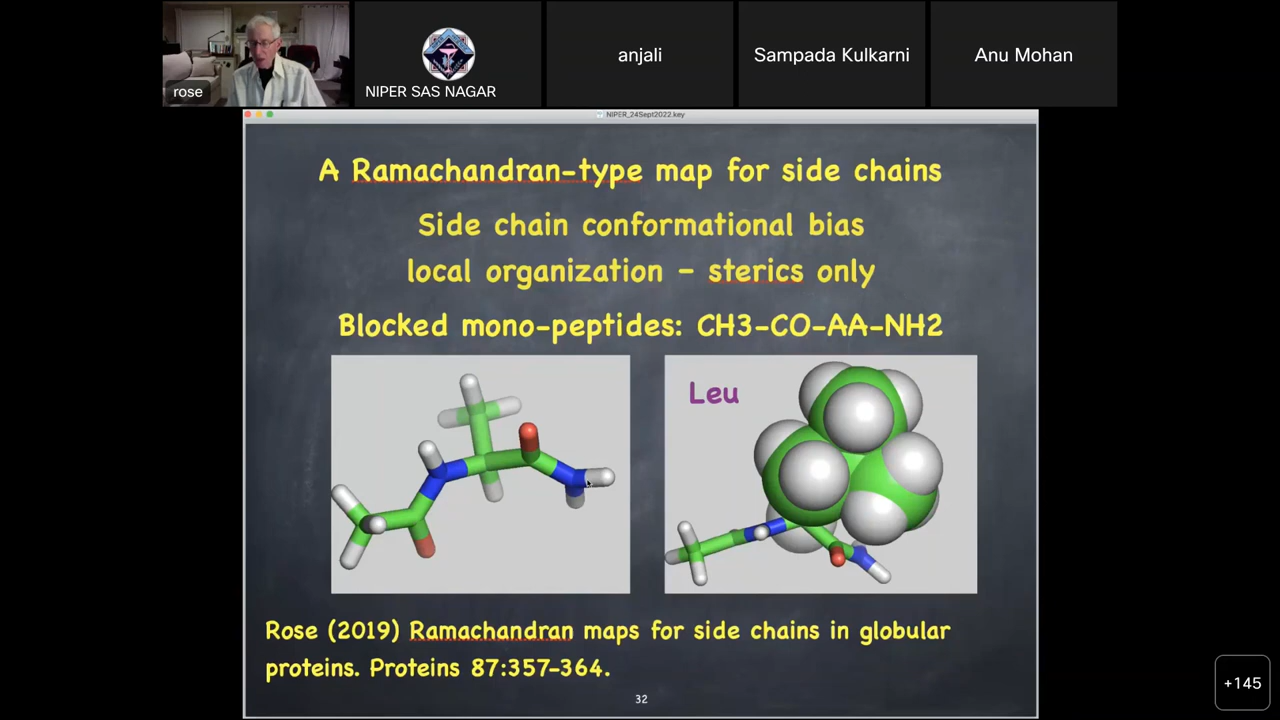 rose
NIPER SAS NAGAR
anjali
Sampada Kulkarni
Anu Mohan
NIPER_24Sept2022.key
A Ramachandran-type map for side chains
Side chain conformational bias
local organization – sterics only
Blocked mono-peptides: CH3-CO-AA-NH2
Leu
Rose (2019) Ramachandran maps for side chains in globular
proteins. Proteins 87:357-364.
32
+145